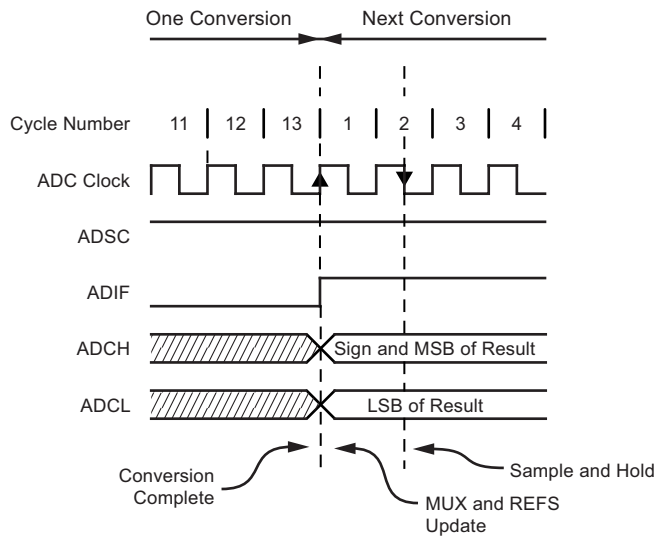 One Conversion Next Conversion
Cycle Number 11 12 13 1 2 3 4
ADC Clock
ADSC
ADIF
ADCH Sign and MSB of Result
ADCL LSB of Result
Conversion
Complete
MUX and REFS
Update
Sample and Hold